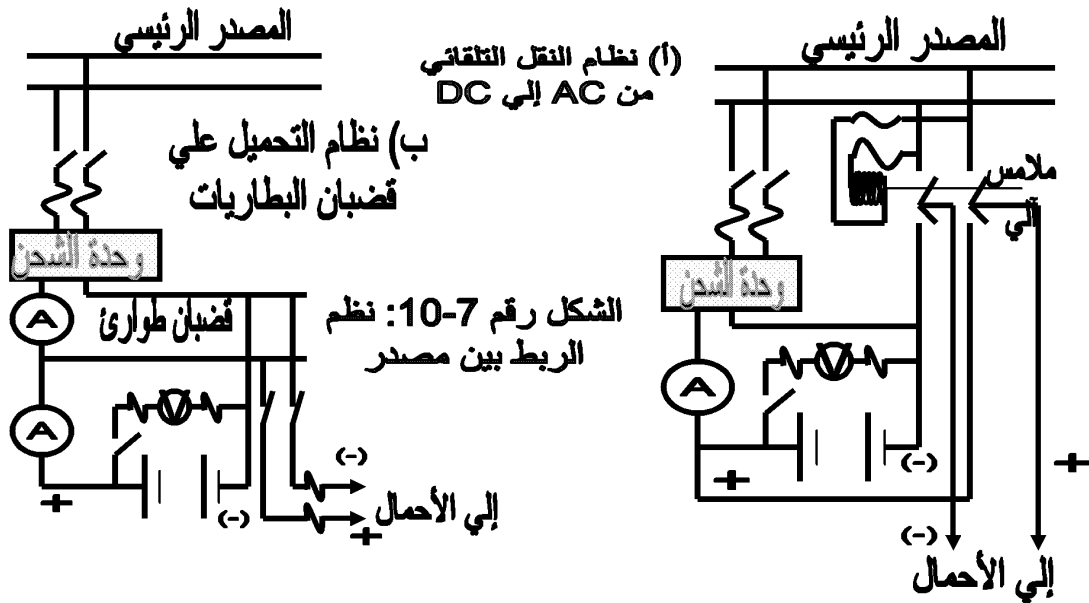 المصدر الرئيسي
(أ) نظام النقل التلقائي
من AC إلي DC
ملامس
آلي
وحدة الشحن
A
V
(-)
+
+
(-)
إلي الأحمال
المصدر الرئيسي
ب) نظام التحميل علي
قضبان البطاريات
وحدة الشحن
A
قضبان طوارئ
A
V
(-)
+
(-)
+
إلي الأحمال
الشكل رقم 7-10: نظم
الربط بين مصدر